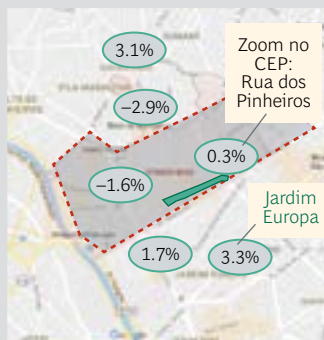 3.1%
Zoom no
CEP:
Rua dos
Pinheiros
–2.9%
0.3%
–1.6%
Jardim
Europa
1.7%
3.3%